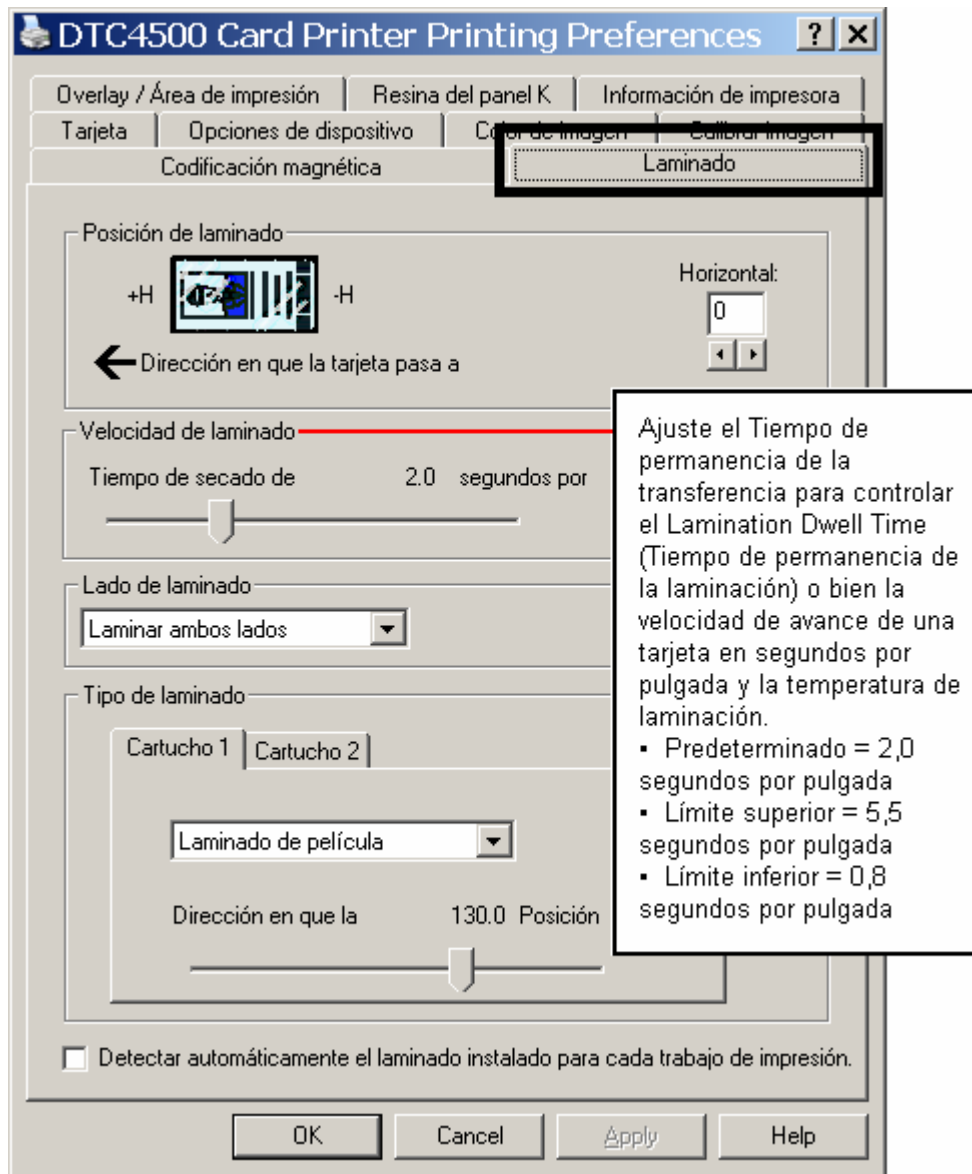 DTC4500 Card Printer Printing Preferences
Overlay / Área de impresión
Resina del panel K
Información de impresora
Tarjeta
Opciones de dispositivo
Color de imagen
Calibrar imagen
Codificación magnética
Laminado
Posición de laminado
+H
-H
Horizontal:
0
Dirección en que la tarjeta pasa a
Velocidad de laminado
Tiempo de secado de 2.0 segundos por
Lado de laminado
Laminar ambos lados
Tipo de laminado
Cartucho 1
Cartucho 2
Laminado de película
Dirección en que la 130.0 Posición
Ajuste el Tiempo de
permanencia de la
transferencia para controlar
el Lamination Dwell Time
(Tiempo de permanencia de
la laminación) o bien la
velocidad de avance de una
tarjeta en segundos por
pulgada y la temperatura de
laminación.
▪ Predeterminado = 2,0
segundos por pulgada
▪ Límite superior = 5,5
segundos por pulgada
▪ Límite inferior = 0,8
segundos por pulgada
Detectar automáticamente el laminado instalado para cada trabajo de impresión.
OK
Cancel
Apply
Help